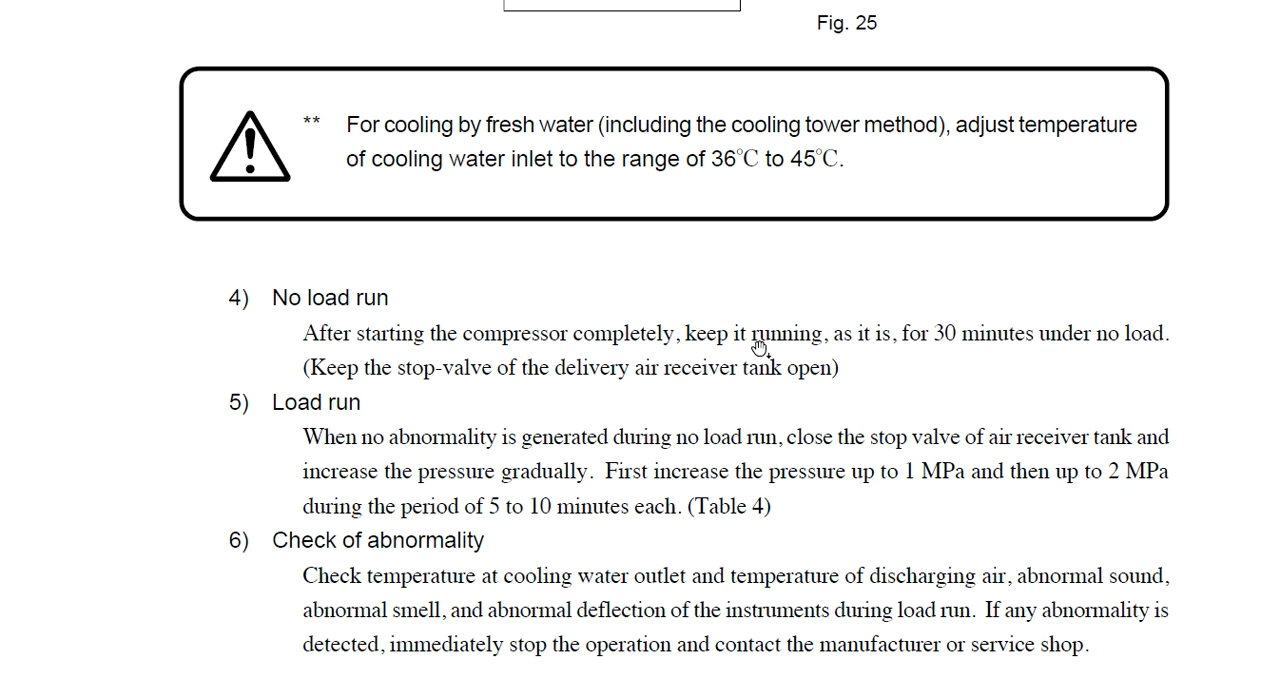 Fig. 25
** For cooling by fresh water (including the cooling tower method), adjust temperature
of cooling water inlet to the range of 36℃ to 45℃.
4) No load run
After starting the compressor completely, keep it running, as it is, for 30 minutes under no load.
(Keep the stop-valve of the delivery air receiver tank open)
5) Load run
When no abnormality is generated during no load run, close the stop valve of air receiver tank and
increase the pressure gradually. First increase the pressure up to 1 MPa and then up to 2 MPa
during the period of 5 to 10 minutes each. (Table 4)
6) Check of abnormality
Check temperature at cooling water outlet and temperature of discharging air, abnormal sound,
abnormal smell, and abnormal deflection of the instruments during load run. If any abnormality is
detected, immediately stop the operation and contact the manufacturer or service shop.